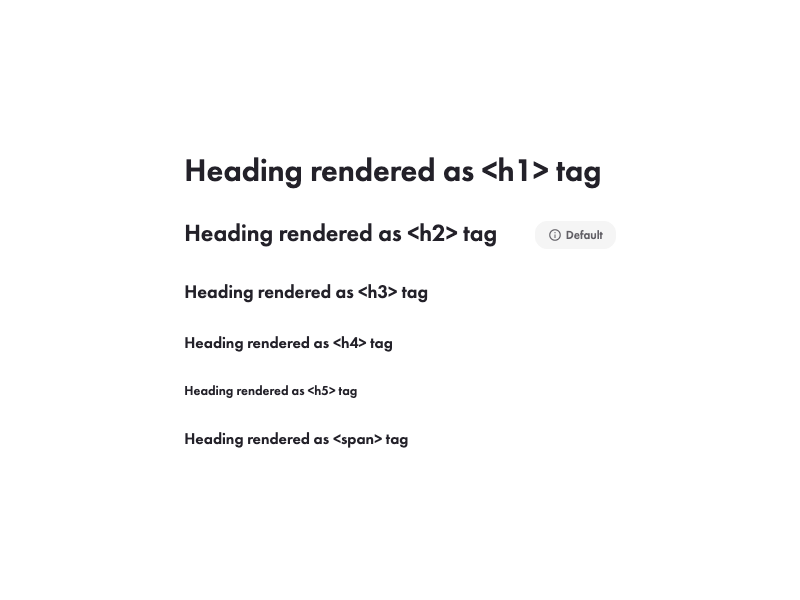 Heading rendered as <h1> tag
Heading rendered as <h2> tag
Default
Heading rendered as <h3> tag
Heading rendered as <h4> tag
Heading rendered as <h5> tag
Heading rendered as <span> tag